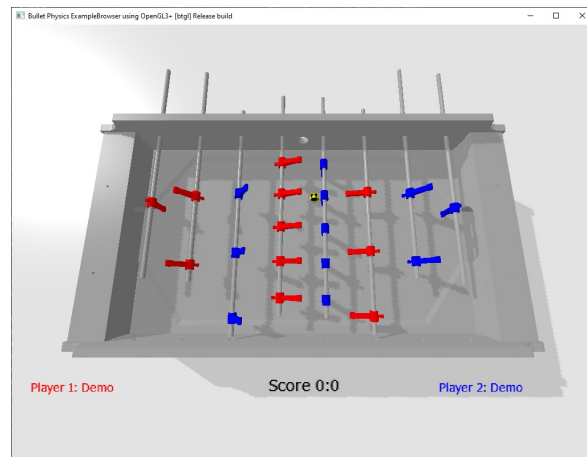 Bullet Physics ExampleBrowser using OpenGL3+ [btgl] Release build
Score 0:0
Player 1: Demo
Player 2: Demo